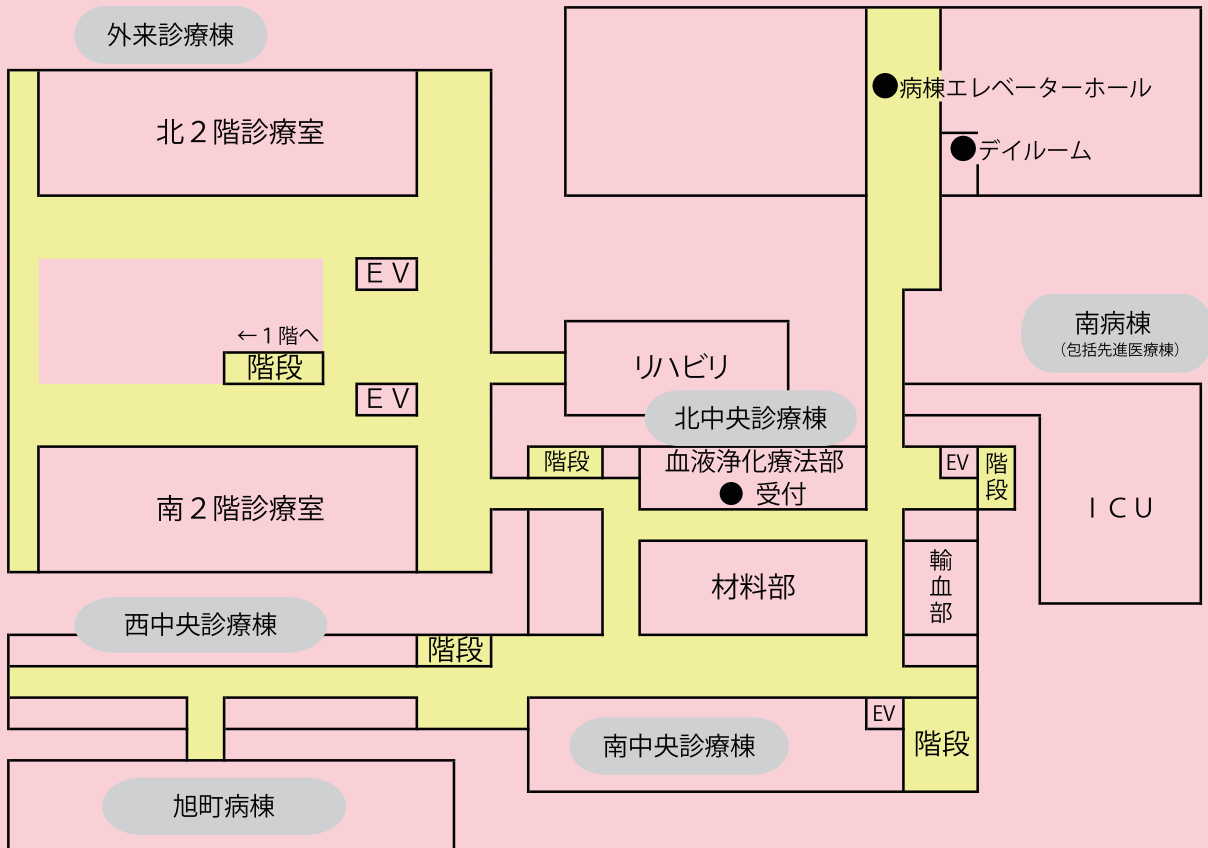 外来診療棟
北２階診療室
●病棟エレベーターホール
●デイルーム
ＥＶ
←１階へ
階段
ＥＶ
リハビリ
南病棟
（包括先進医療棟）
北中央診療棟
階段
血液浄化療法部
● 受付
EV
階段
南２階診療室
ＩＣＵ
材料部
輸血部
西中央診療棟
階段
南中央診療棟
EV
階段
旭町病棟